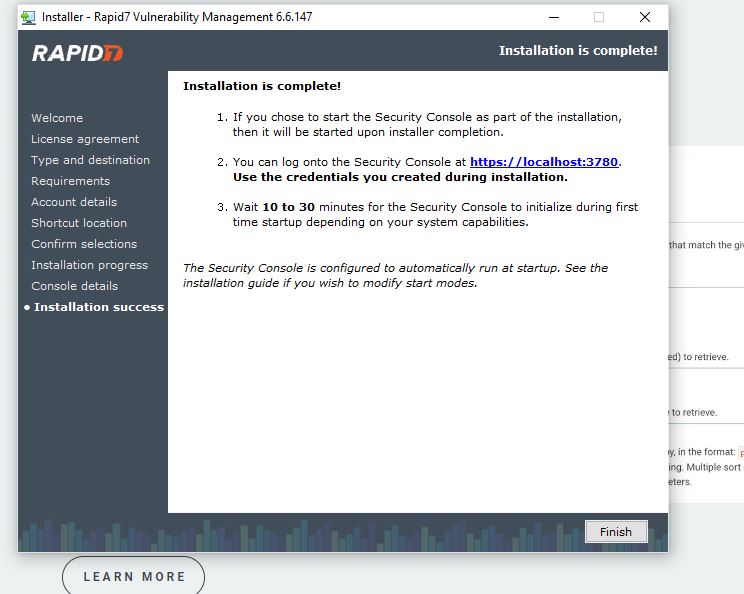 Installer - Rapid7 Vulnerability Management 6.6.147
RAPID7
Installation is complete!
Welcome
License agreement
Type and destination
Requirements
Account details
Shortcut location
Confirm selections
Installation progress
Console details
• Installation success
Installation is complete!
1. If you chose to start the Security Console as part of the installation,
then it will be started upon installer completion.
2. You can log onto the Security Console at https://localhost:3780.
Use the credentials you created during installation.
3. Wait 10 to 30 minutes for the Security Console to initialize during first
time startup depending on your system capabilities.
The Security Console is configured to automatically run at startup. See the
installation guide if you wish to modify start modes.
Finish
that match the
to retrieve.
to retrieve.
in the format:
Multiple sort
LEARN MORE